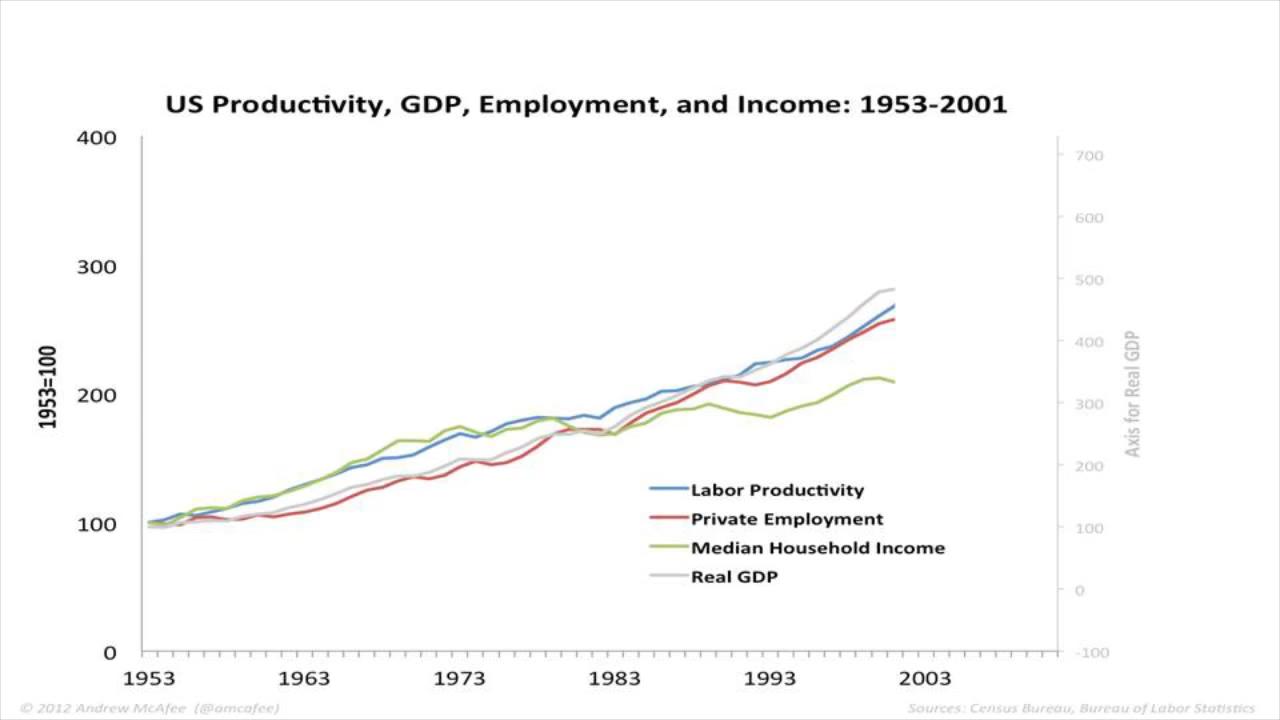 US Productivity, GDP, Employment, and Income: 1953-2001
400
300
200
100
0
1953=100
700
600
500
400
300
200
100
0
-100
Axis for Real GDP
Labor Productivity
Private Employment
Median Household Income
Real GDP
1953 1963 1973 1983 1993 2003
© 2012 Andrew McAfee (@amcafee)
Sources: Census Bureau, Bureau of Labor Statistics